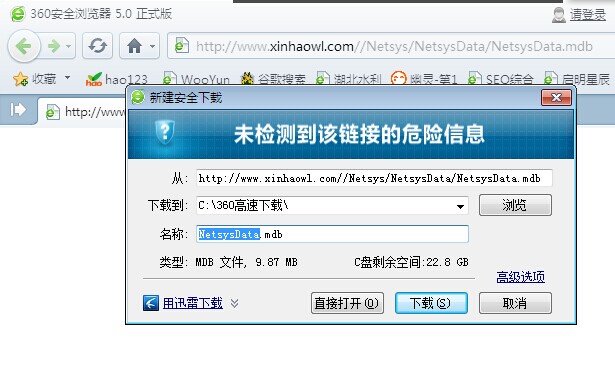 360安全浏览器 5.0 正式版
请登录
http://www.xinhaowl.com//Netsys/NetsysData/NetsysData.mdb
收藏
hao123
WooYun
谷歌搜索
湖北水利
幽灵-第1
SEO综合
启明星辰
http://www
新建安全下载
未检测到该链接的危险信息
从: http://www.xinhaowl.com//Netsys/NetsysData/NetsysData.mdb
下载到: C:\360高速下载\ 浏览
名称: NetsysData.mdb
类型: MDB 文件, 9.87 MB C盘剩余空间:22.8 GB
高级选项
用迅雷下载 直接打开(O) 下载(S) 取消